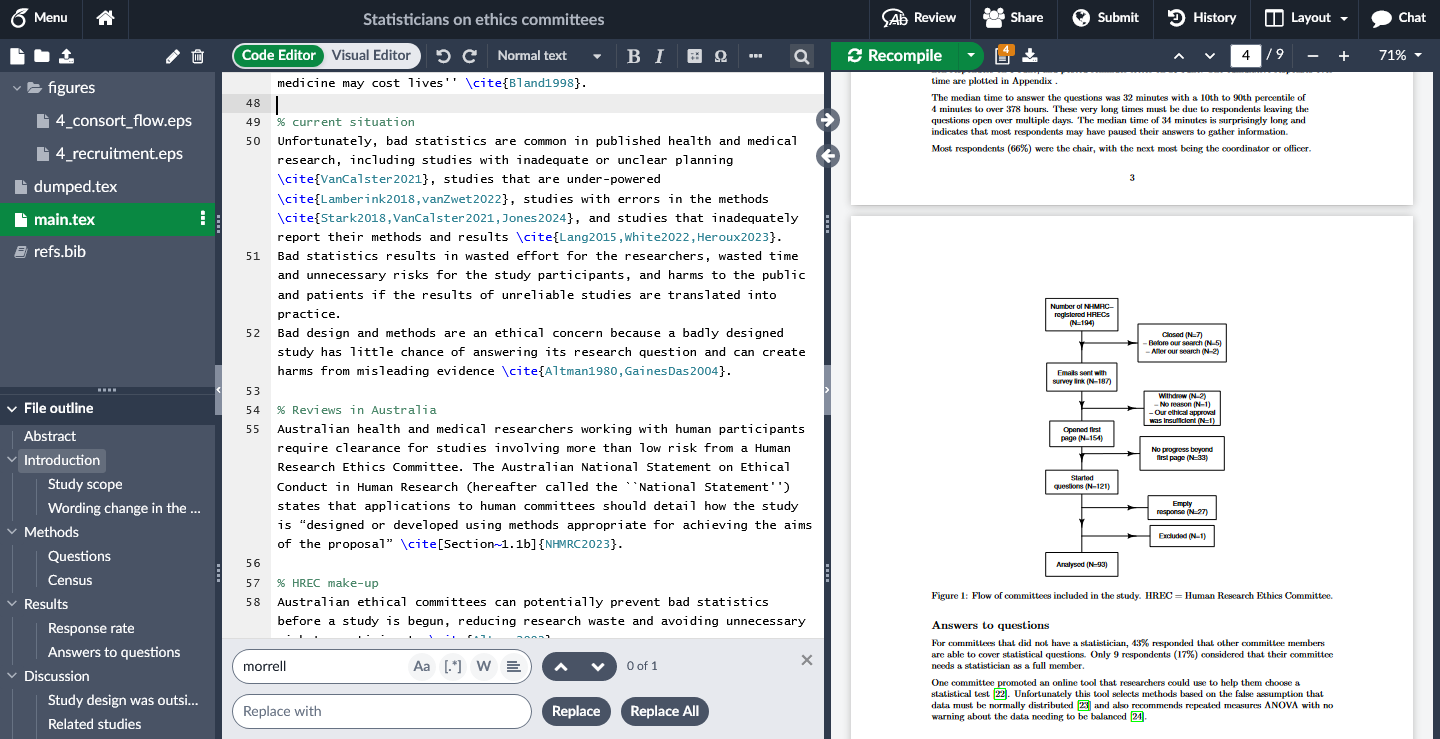 Menu
Statisticians on ethics committees
Review
Share
Submit
History
Layout
Chat
Code Editor
Visual Editor
Normal text
B
I
Ω
Recompile
4
4
/ 9
71%
figures
4_consort_flow.eps
4_recruitment.eps
dumped.tex
main.tex
refs.bib
File outline
Abstract
Introduction
Study scope
Wording change in the ...
Methods
Questions
Census
Results
Response rate
Answers to questions
Discussion
Study design was outsi...
Related studies
medicine may cost lives'' \cite{Bland1998}.
48
49 % current situation
50 Unfortunately, bad statistics are common in published health and medical
research, including studies with inadequate or unclear planning
\cite{VanCalster2021}, studies that are under-powered
\cite{Lamberink2018,vanZwet2022}, studies with errors in the methods
\cite{Stark2018,VanCalster2021,Jones2024}, and studies that inadequately
report their methods and results \cite{Lang2015,White2022,Heroux2023}.
51 Bad statistics results in wasted effort for the researchers, wasted time
and unnecessary risks for the study participants, and harms to the public
and patients if the results of unreliable studies are translated into
practice.
52 Bad design and methods are an ethical concern because a badly designed
study has little chance of answering its research question and can create
harms from misleading evidence \cite{Altman1980,GainesDas2004}.
53
54 % Reviews in Australia
55 Australian health and medical researchers working with human participants
require clearance for studies involving more than low risk from a Human
Research Ethics Committee. The Australian National Statement on Ethical
Conduct in Human Research (hereafter called the ``National Statement'')
states that applications to human committees should detail how the study
is “designed or developed using methods appropriate for achieving the aims
of the proposal” \cite[Section~1.1b]{NHMRC2023}.
56
57 % HREC make-up
58 Australian ethical committees can potentially prevent bad statistics
before a study is begun, reducing research waste and avoiding unnecessary
morrell
Aa
[.*]
W
0 of 1
Replace with
Replace
Replace All
time are plotted in Appendix .
The median time to answer the questions was 32 minutes with a 10th to 90th percentile of
4 minutes to over 378 hours. These very long times must be due to respondents leaving the
questions open over multiple days. The median time of 34 minutes is surprisingly long and
indicates that most respondents may have paused their answers to gather information.
Most respondents (66%) were the chair, with the next most being the coordinator or officer.
3
Number of NHMRC–
registered HRECs
(N=194)
Closed (N=7)
– Before our search (N=5)
– After our search (N=2)
Emails sent with
survey link (N=187)
Withdrew (N=2)
– No reason (N=1)
– Our ethical approval
was insufficient (N=1)
Opened first
page (N=154)
No progress beyond
first page (N=33)
Started
questions (N=121)
Empty
response (N=27)
Excluded (N=1)
Analysed (N=93)
Figure 1: Flow of committees included in the study. HREC = Human Research Ethics Committee.
Answers to questions
For committees that did not have a statistician, 43% responded that other committee members
are able to cover statistical questions. Only 9 respondents (17%) considered that their committee
needs a statistician as a full member.
One committee promoted an online tool that researchers could use to help them choose a
statistical test [22]. Unfortunately this tool selects methods based on the false assumption that
data must be normally distributed [23] and also recommends repeated measures ANOVA with no
warning about the data needing to be balanced [24].